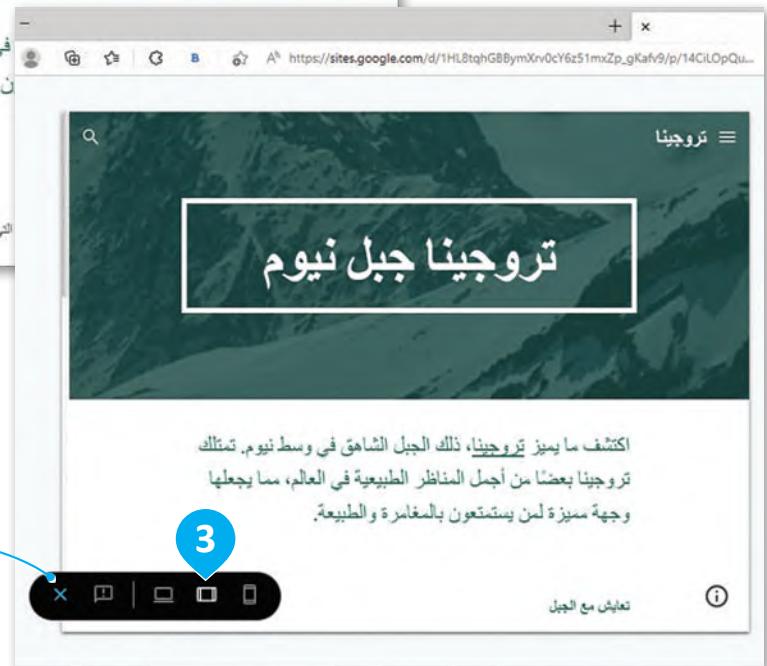 https://sites.google.com/d/1HL8tqhGBBymXrv0cY6z51mxZp_gKafv9/p/14CiLOpQu...
تروجينا
تروجينا جبل نيوم
اكتشف ما يميز تروجينا، ذلك الجبل الشاهق في وسط نيوم. تمتلك
تروجينا بعضًا من أجمل المناظر الطبيعية في العالم، مما يجعلها
وجهة مميزة لمن يستمتعون بالمغامرة والطبيعة.
3
تعايش مع الجبل